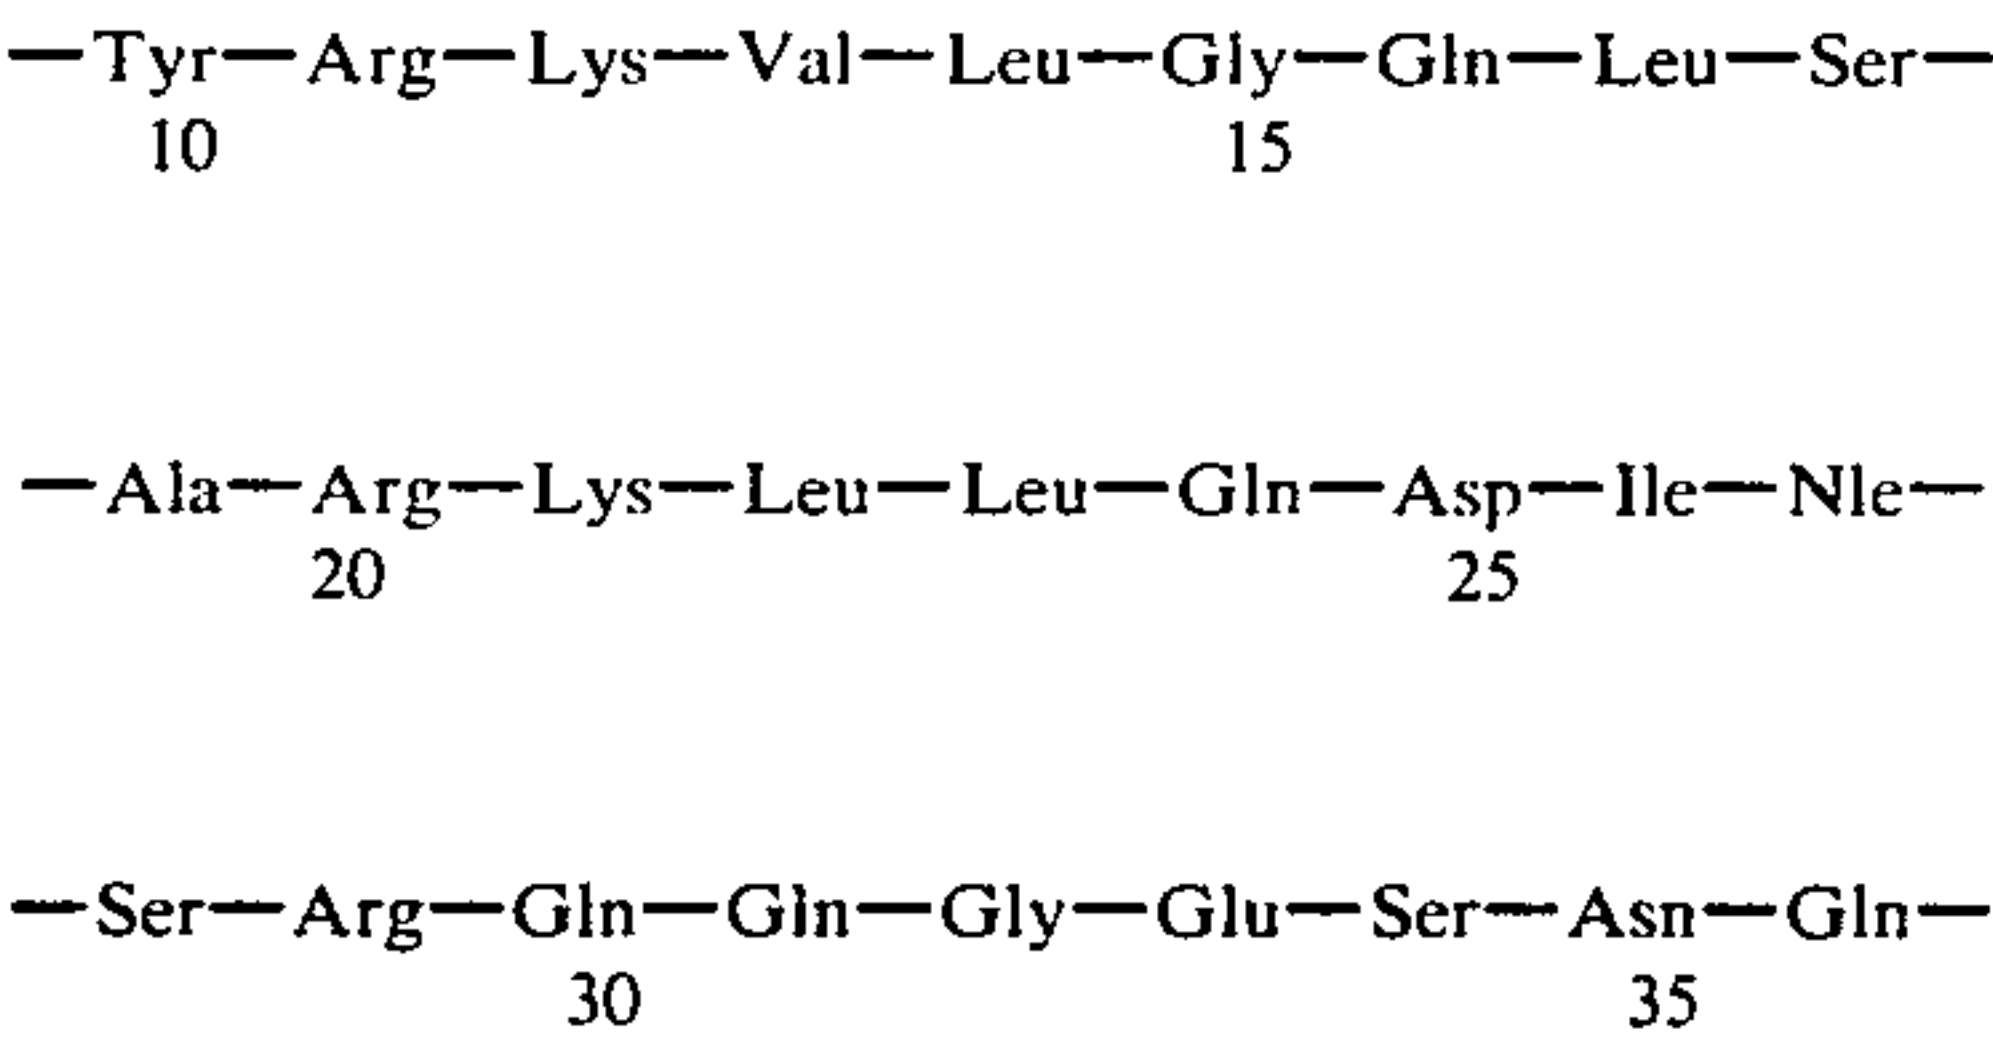 —Tyr—Arg—Lys—Val—Leu—Gly—Gln—Leu—Ser—
10 15
—Ala—Arg—Lys—Leu—Leu—Gln—Asp—Ile—Nle—
20 25
—Ser—Arg—Gln—Gln—Gly—Glu—Ser—Asn—Gln—
30 35